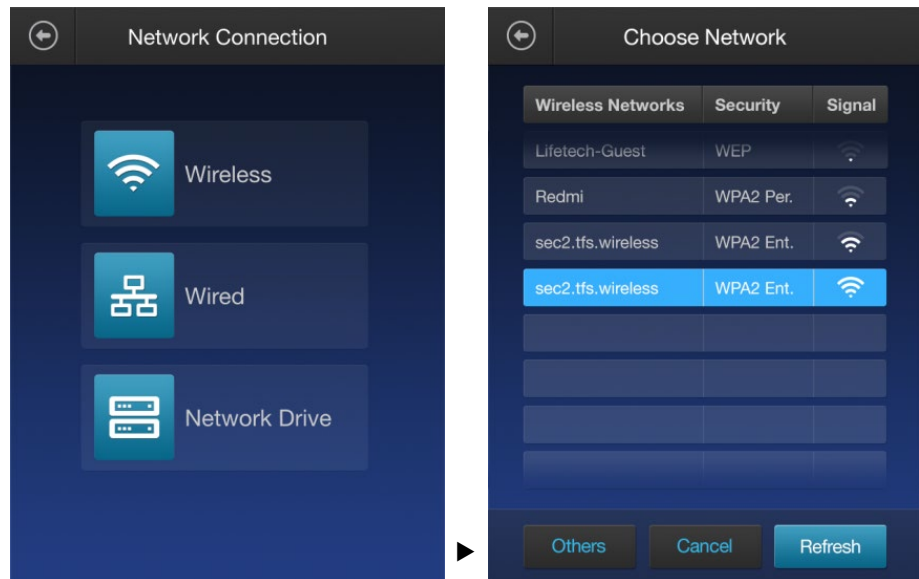 Network Connection
Wireless
Wired
Network Drive
Choose Network
Wireless Networks Security Signal
Lifetech-Guest WEP
Redmi WPA2 Per.
sec2.tfs.wireless WPA2 Ent.
sec2.tfs.wireless WPA2 Ent.
Others Cancel Refresh